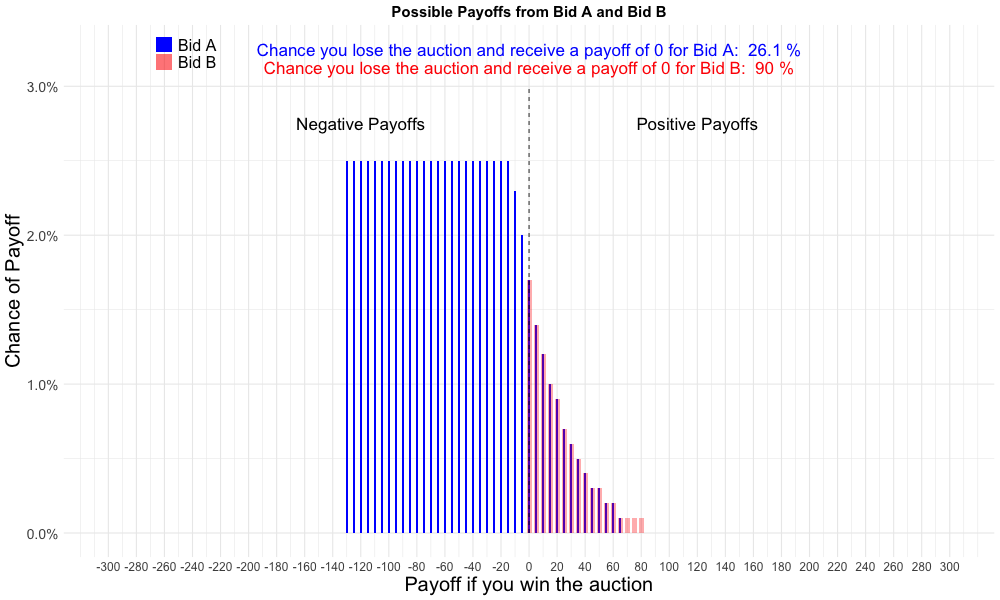 Possible Payoffs from Bid A and Bid B
Bid A
Bid B
Chance you lose the auction and receive a payoff of 0 for Bid A:  26.1 %
Chance you lose the auction and receive a payoff of 0 for Bid B:  90 %
Negative Payoffs
Positive Payoffs
Chance of Payoff
3.0%
2.0%
1.0%
0.0%
-300 -280 -260 -240 -220 -200 -180 -160 -140 -120 -100 -80 -60 -40 -20 0 20 40 60 80 100 120 140 160 180 200 220 240 260 280 300
Payoff if you win the auction